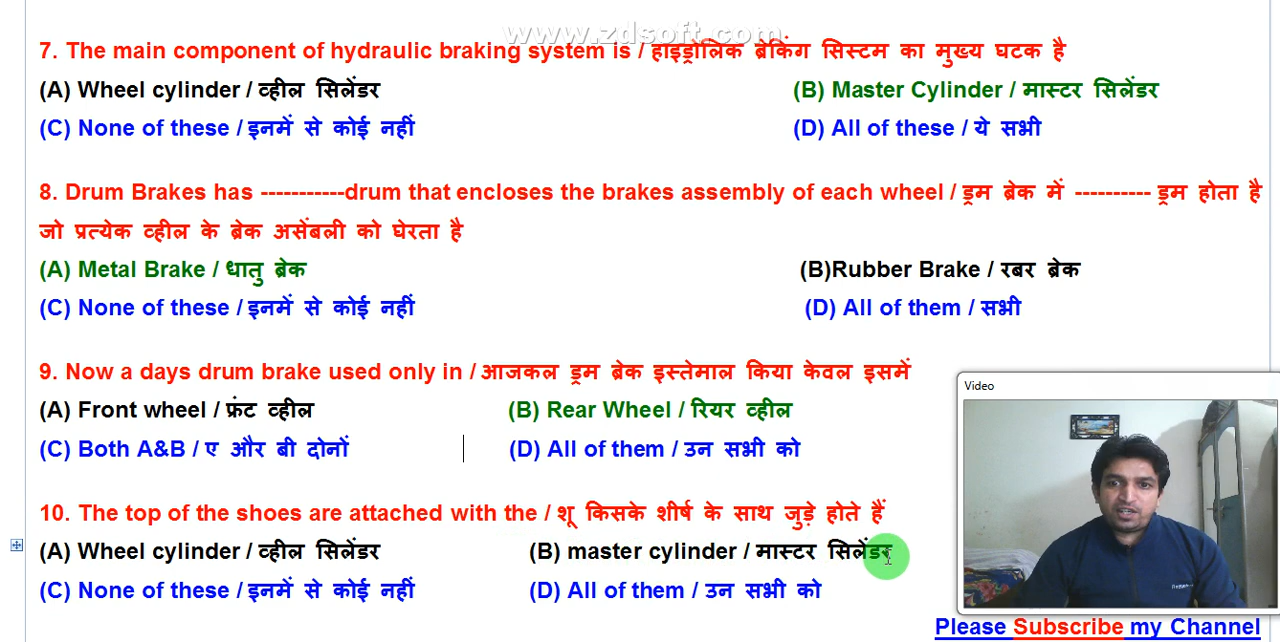 www.zdsoft.com
7. The main component of hydraulic braking system is / हाइड्रोलिक ब्रेकिंग सिस्टम का मुख्य घटक है
(A) Wheel cylinder / व्हील सिलेंडर (B) Master Cylinder / मास्टर सिलेंडर
(C) None of these / इनमें से कोई नहीं (D) All of these / ये सभी
8. Drum Brakes has -----------drum that encloses the brakes assembly of each wheel / ड्रम ब्रेक में ---------- ड्रम होता है
जो प्रत्येक व्हील के ब्रेक असेंबली को घेरता है
(A) Metal Brake / धातु ब्रेक (B)Rubber Brake / रबर ब्रेक
(C) None of these / इनमें से कोई नहीं (D) All of them / सभी
9. Now a days drum brake used only in / आजकल ड्रम ब्रेक इस्तेमाल किया केवल इसमें
(A) Front wheel / फ्रंट व्हील (B) Rear Wheel / रियर व्हील
(C) Both A&B / ए और बी दोनों (D) All of them / उन सभी को
Video
10. The top of the shoes are attached with the / शू किसके शीर्ष के साथ जुड़े होते हैं
(A) Wheel cylinder / व्हील सिलेंडर (B) master cylinder / मास्टर सिलेंडर
(C) None of these / इनमें से कोई नहीं (D) All of them / उन सभी को
Please Subscribe my Channel